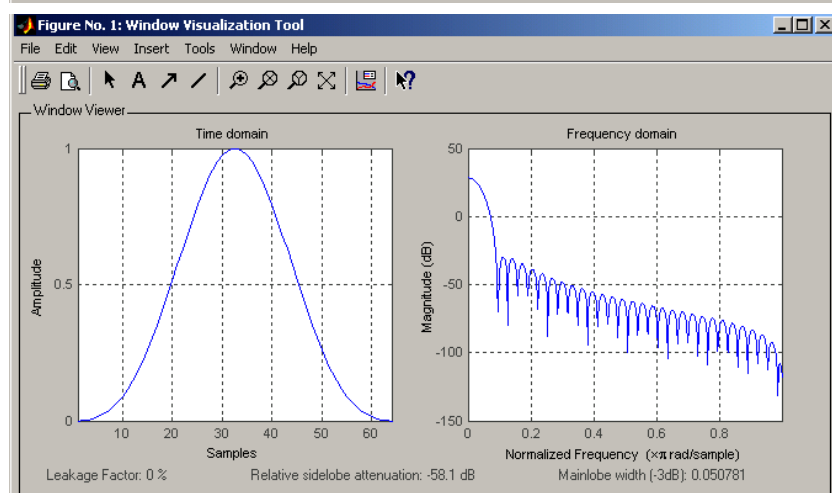 Figure No. 1: Window Visualization Tool
File Edit View Insert Tools Window Help
A
Window Viewer
Time domain
Amplitude
1
0.5
0
10 20 30 40 50 60
Samples
Frequency domain
Magnitude (dB)
50
0
-50
-100
-150
0 0.2 0.4 0.6 0.8
Normalized Frequency (×π rad/sample)
Leakage Factor: 0 % Relative sidelobe attenuation: -58.1 dB Mainlobe width (-3dB): 0.050781